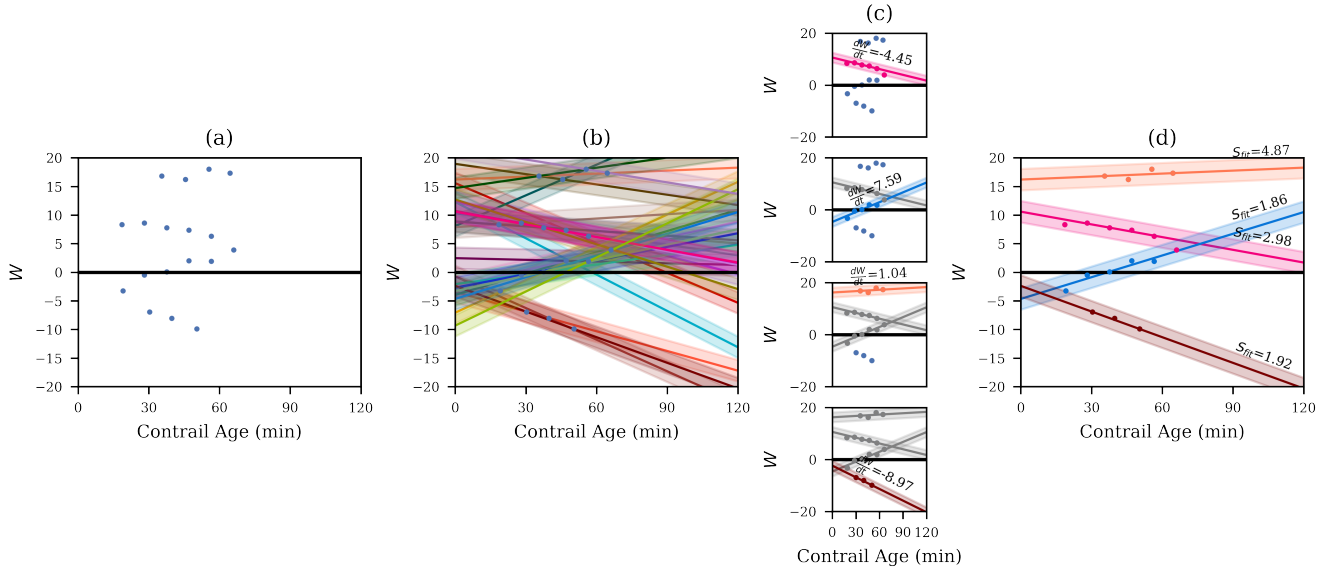 (a)
20
15
10
5
0
−5
−10
−15
−20
W
0 30 60 90 120
Contrail Age (min)
(b)
20
15
10
5
0
−5
−10
−15
−20
W
0 30 60 90 120
Contrail Age (min)
(c)
20
0
−20
W
dW/dt=-4.45
20
0
−20
W
dW/dt=7.59
20
0
−20
W
dW/dt=1.04
20
0
−20
W
dW/dt=-8.97
0 30 60 90 120
Contrail Age (min)
(d)
20
15
10
5
0
−5
−10
−15
−20
W
S_fit=4.87
S_fit=1.86
S_fit=2.98
S_fit=1.92
0 30 60 90 120
Contrail Age (min)